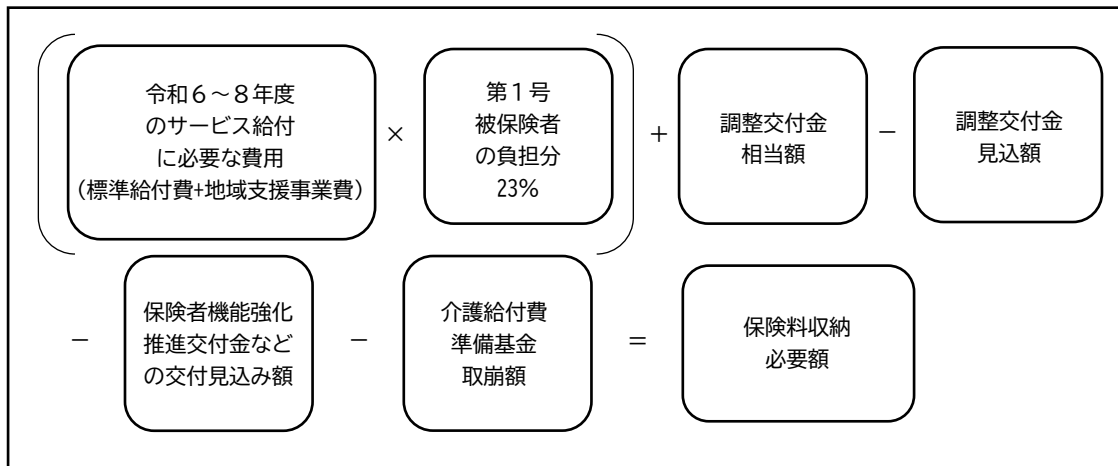 令和６～８年度
のサービス給付
に必要な費用
（標準給付費+地域支援事業費）
×
第１号
被保険者
の負担分
23%
＋
調整交付金
相当額
－
調整交付金
見込額
－
保険者機能強化
推進交付金など
の交付見込み額
－
介護給付費
準備基金
取崩額
＝
保険料収納
必要額